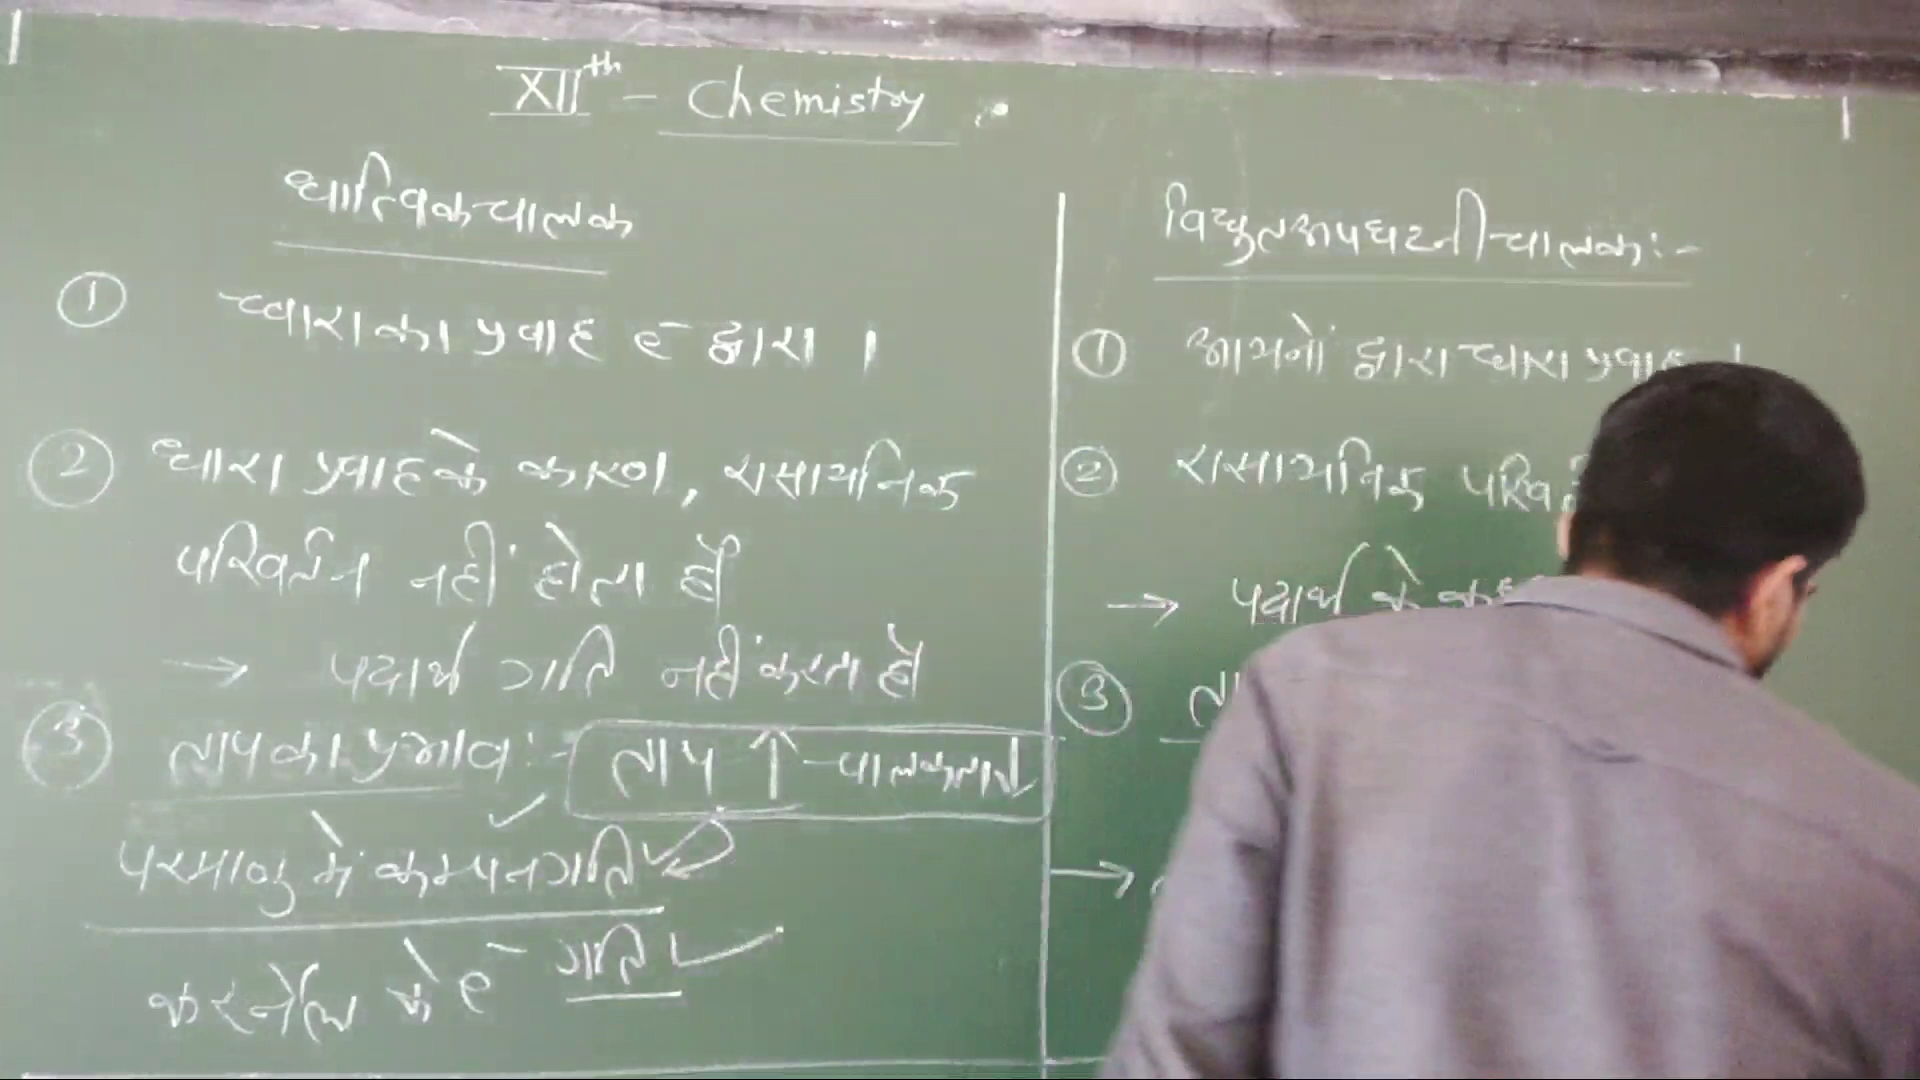 XIIth - Chemistry
धात्विक चालक
① धारा का प्रवाह e⁻ द्वारा ।
② धारा प्रवाह के कारण, रासायनिक
परिवर्तन नहीं होता है
→ पदार्थ गति नहीं करता है
③ ताप का प्रभाव :- ताप ↑ चालकता ↓
परमाणु में कम्पन गति ✓
करनैल के e⁻ गति ✓
विद्युत अपघटनी चालक :-
① आयनों द्वारा धारा प्रवाह ।
② रासायनिक
→ पदार्थ के
③
→